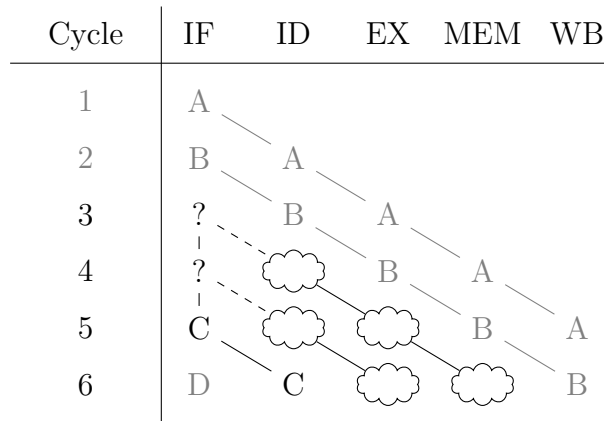 Cycle IF ID EX MEM WB
1 A
2 B A
3 ? B A
4 ? B A
5 C B A
6 D C B